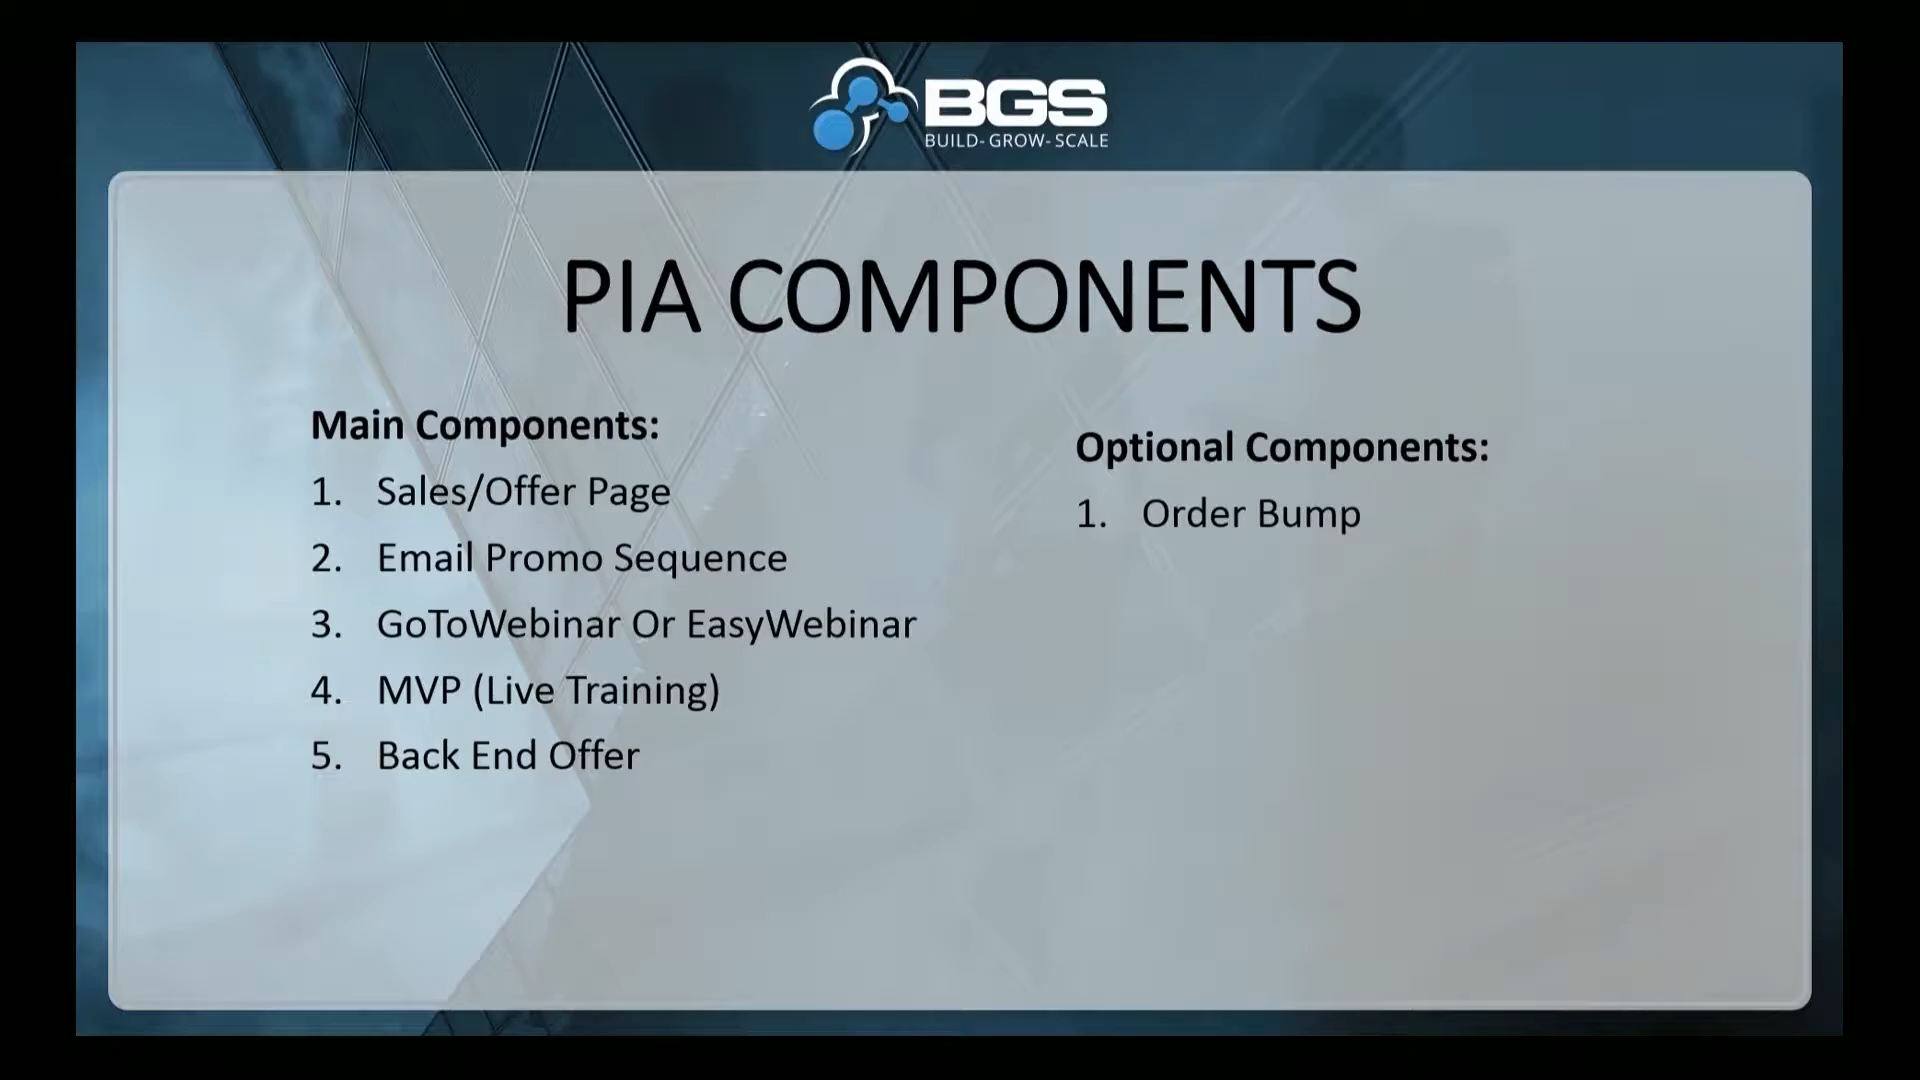 BGS
BUILD-GROW-SCALE
PIA COMPONENTS
Main Components:
1. Sales/Offer Page
2. Email Promo Sequence
3. GoToWebinar Or EasyWebinar
4. MVP (Live Training)
5. Back End Offer
Optional Components:
1. Order Bump